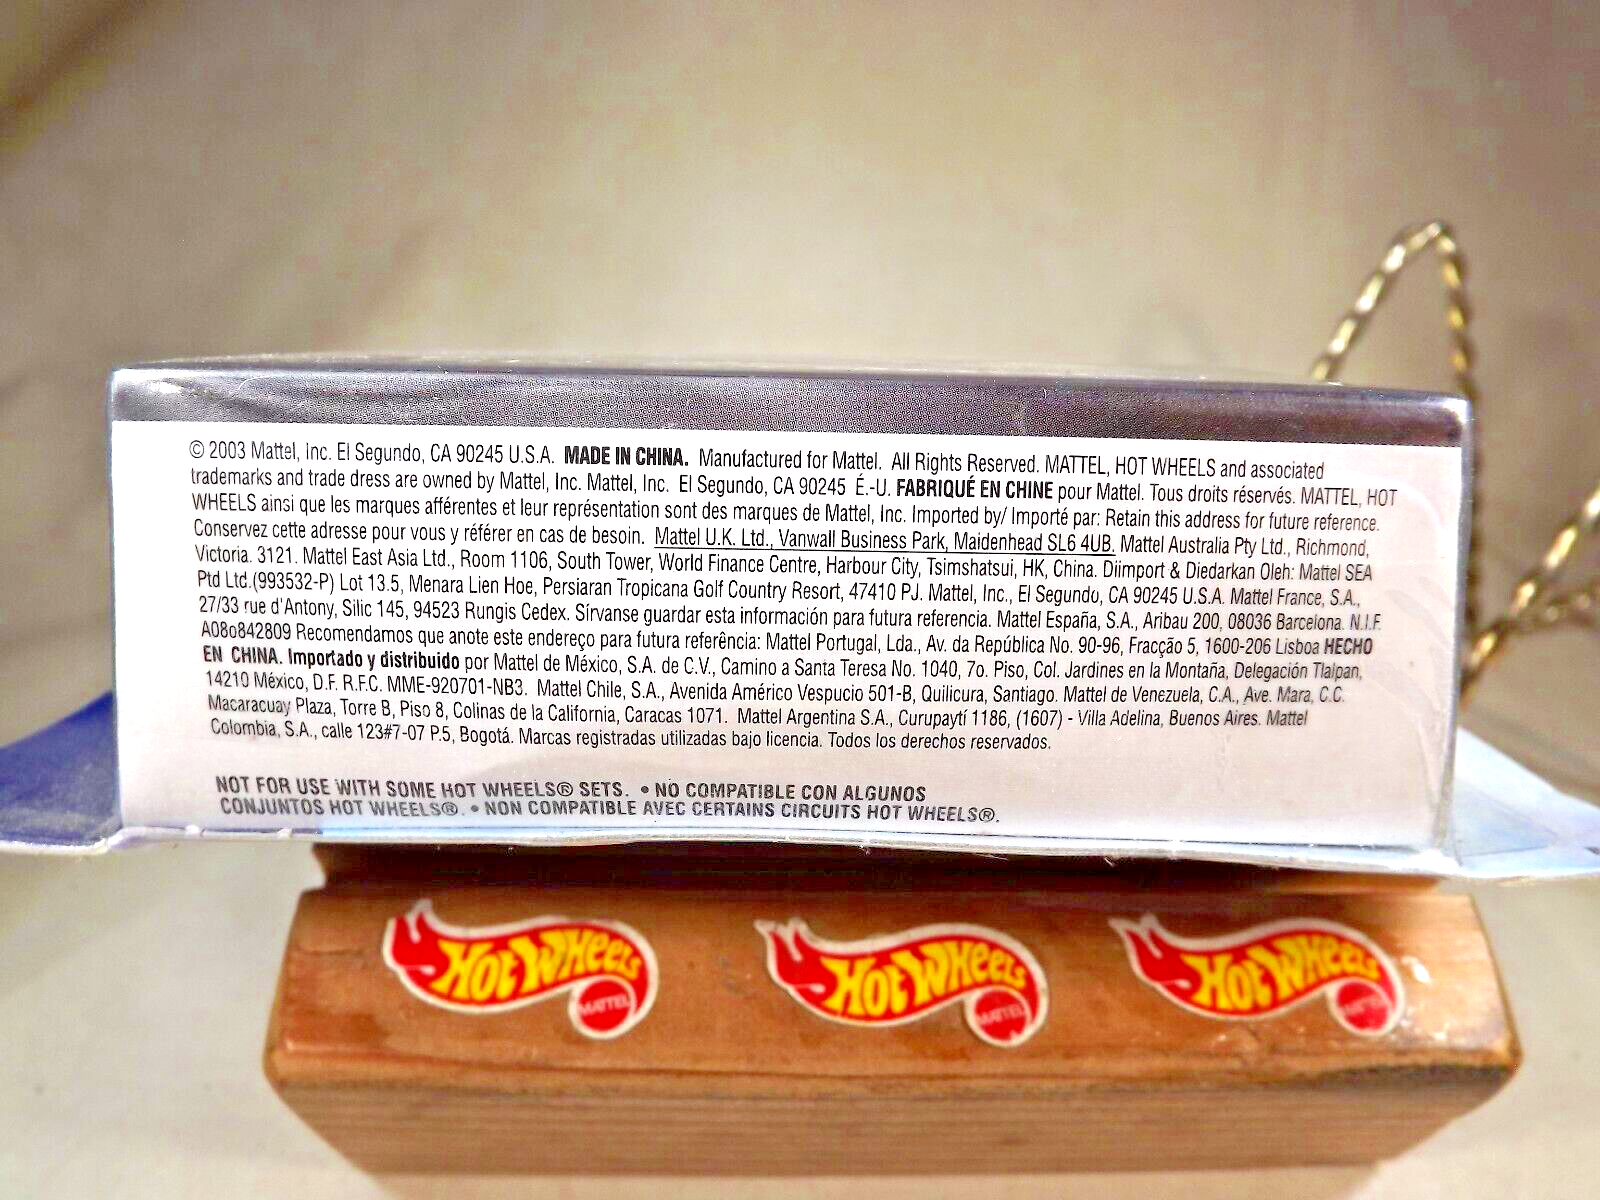 © 2003 Mattel, Inc. El Segundo, CA 90245 U.S.A. MADE IN CHINA. Manufactured for Mattel. All Rights Reserved. MATTEL, HOT WHEELS and associated
trademarks and trade dress are owned by Mattel, Inc. Mattel, Inc. El Segundo, CA 90245 É.-U. FABRIQUÉ EN CHINE pour Mattel. Tous droits réservés. MATTEL, HOT
WHEELS ainsi que les marques afférentes et leur représentation sont des marques de Mattel, Inc. Imported by/ Importé par: Retain this address for future reference.
Conservez cette adresse pour vous y référer en cas de besoin. Mattel U.K. Ltd., Vanwall Business Park, Maidenhead SL6 4UB. Mattel Australia Pty Ltd., Richmond,
Victoria. 3121. Mattel East Asia Ltd., Room 1106, South Tower, World Finance Centre, Harbour City, Tsimshatsui, HK, China. Diimport & Diedarkan Oleh: Mattel SEA
Ptd Ltd.(993532-P) Lot 13.5, Menara Lien Hoe, Persiaran Tropicana Golf Country Resort, 47410 PJ. Mattel, Inc., El Segundo, CA 90245 U.S.A. Mattel France, S.A.,
27/33 rue d'Antony, Silic 145, 94523 Rungis Cedex. Sírvanse guardar esta información para futura referencia. Mattel España, S.A., Aribau 200, 08036 Barcelona. N.I.F.
A08o842809 Recomendamos que anote este endereço para futura referência: Mattel Portugal, Lda., Av. da República No. 90-96, Fracção 5, 1600-206 Lisboa HECHO
EN CHINA. Importado y distribuido por Mattel de México, S.A. de C.V., Camino a Santa Teresa No. 1040, 7o. Piso, Col. Jardines en la Montaña, Delegación Tlalpan,
14210 México, D.F. R.F.C. MME-920701-NB3. Mattel Chile, S.A., Avenida Américo Vespucio 501-B, Quilicura, Santiago. Mattel de Venezuela, C.A., Ave. Mara, C.C.
Macaracuay Plaza, Torre B, Piso 8, Colinas de la California, Caracas 1071. Mattel Argentina S.A., Curupaytí 1186, (1607) - Villa Adelina, Buenos Aires. Mattel
Colombia, S.A., calle 123#7-07 P.5, Bogotá. Marcas registradas utilizadas bajo licencia. Todos los derechos reservados.
NOT FOR USE WITH SOME HOT WHEELS® SETS. • NO COMPATIBLE CON ALGUNOS
CONJUNTOS HOT WHEELS®. • NON COMPATIBLE AVEC CERTAINS CIRCUITS HOT WHEELS®.
HOT WHEELS MATTEL
HOT WHEELS MATTEL
HOT WHEELS MATTEL